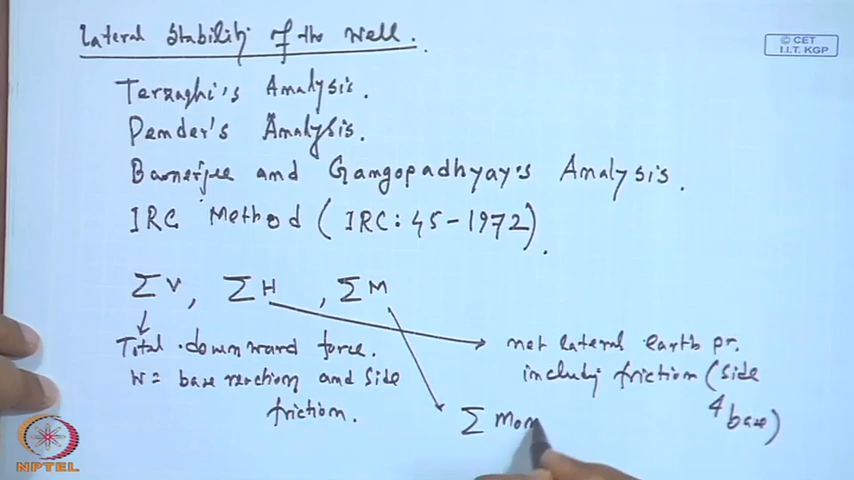 Lateral Stability of the Well.
© CET
I.I.T. KGP
Terzaghi's Analysis.
Pender's Analysis.
Bannerjee and Gangopadhyay's Analysis.
IRC Method (IRC: 45-1972).
ΣV, ΣH, ΣM
Total downward force.
W = base reaction and side
friction.
net lateral earth pr.
including friction (side
& base)
Σ Mom
NPTEL